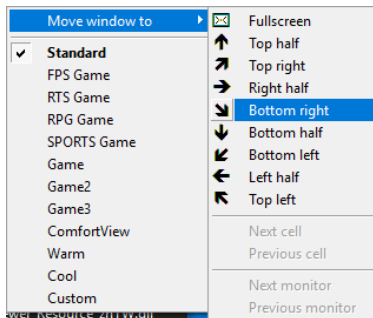 Move window to
Standard
FPS Game
RTS Game
RPG Game
SPORTS Game
Game
Game2
Game3
ComfortView
Warm
Cool
Custom
Fullscreen
Top half
Top right
Right half
Bottom right
Bottom half
Bottom left
Left half
Top left
Next cell
Previous cell
Next monitor
Previous monitor